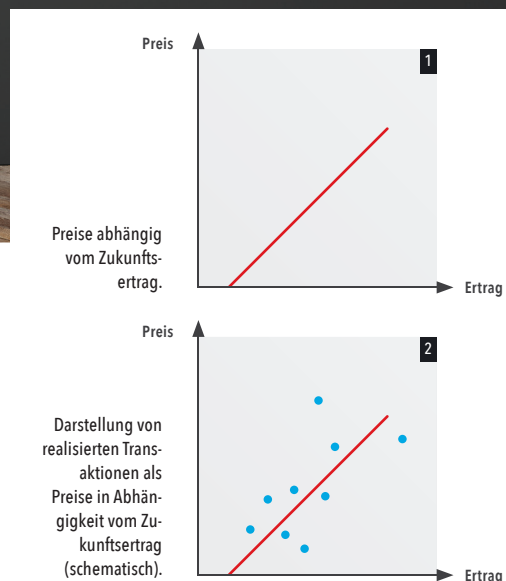 Preis
1
Preise abhängig
vom Zukunfts-
ertrag.
Ertrag
Preis
2
Darstellung von
realisierten Trans-
aktionen als
Preise in Abhän-
gigkeit vom Zu-
kunftsertrag
(schematisch).
Ertrag